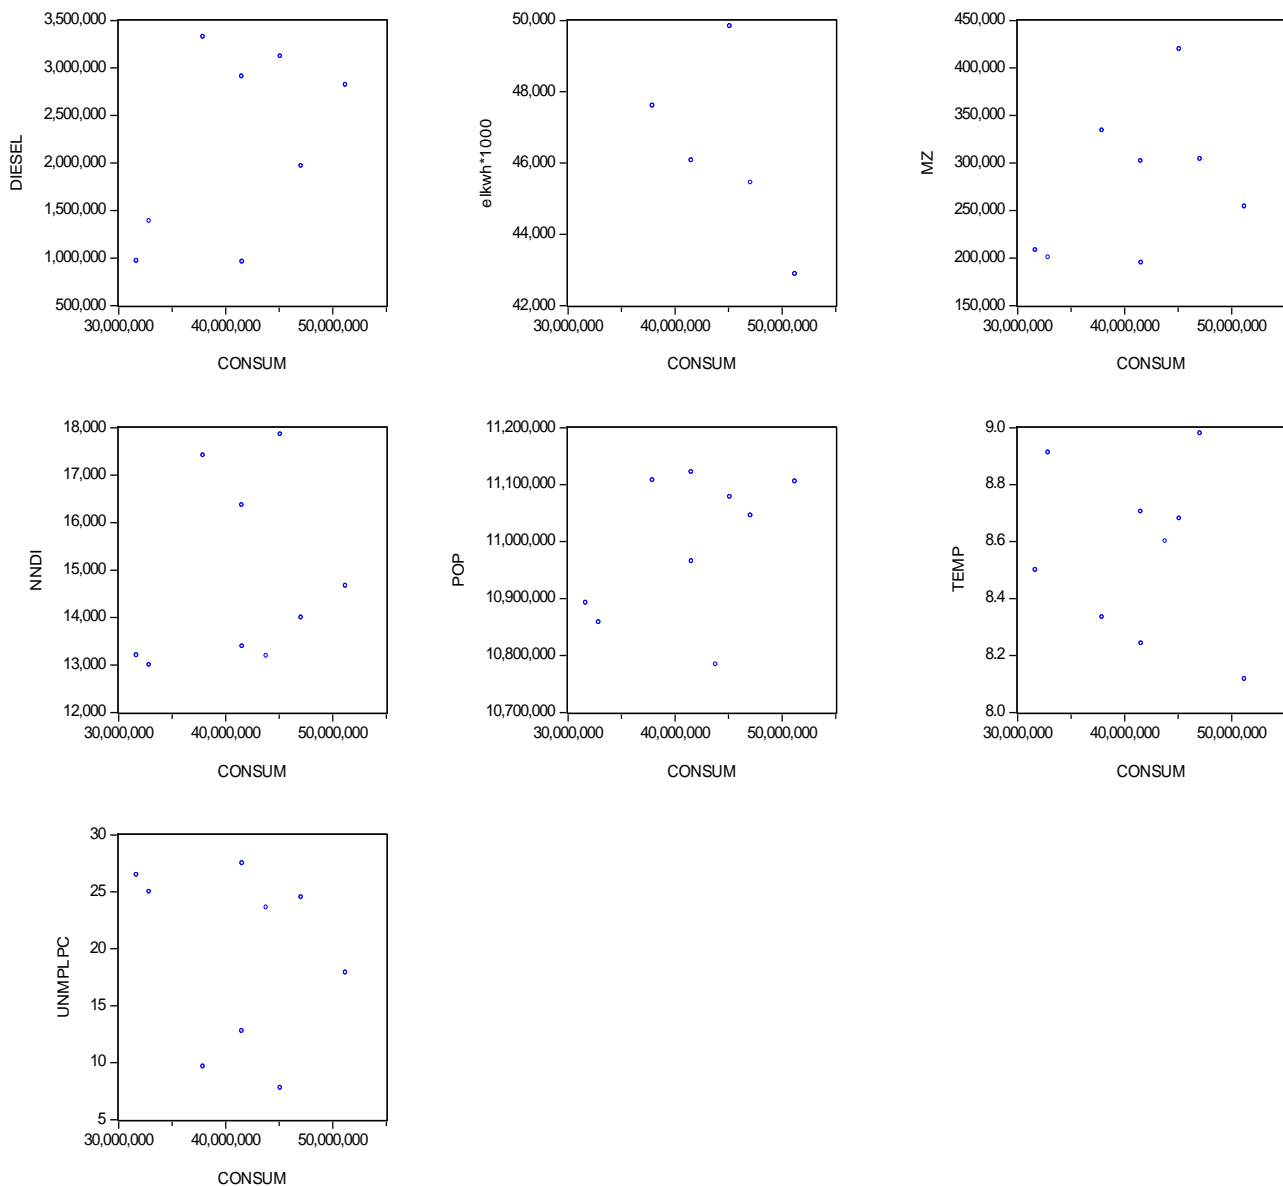 3,500,000
3,000,000
2,500,000
2,000,000
1,500,000
1,000,000
500,000
DIESEL
30,000,000 40,000,000 50,000,000
CONSUM
50,000
48,000
46,000
44,000
42,000
elkwh*1000
30,000,000 40,000,000 50,000,000
CONSUM
450,000
400,000
350,000
300,000
250,000
200,000
150,000
MZ
30,000,000 40,000,000 50,000,000
CONSUM
18,000
17,000
16,000
15,000
14,000
13,000
12,000
NNDI
30,000,000 40,000,000 50,000,000
CONSUM
11,200,000
11,100,000
11,000,000
10,900,000
10,800,000
10,700,000
POP
30,000,000 40,000,000 50,000,000
CONSUM
9.0
8.8
8.6
8.4
8.2
8.0
TEMP
30,000,000 40,000,000 50,000,000
CONSUM
30
25
20
15
10
5
UNMPLPC
30,000,000 40,000,000 50,000,000
CONSUM